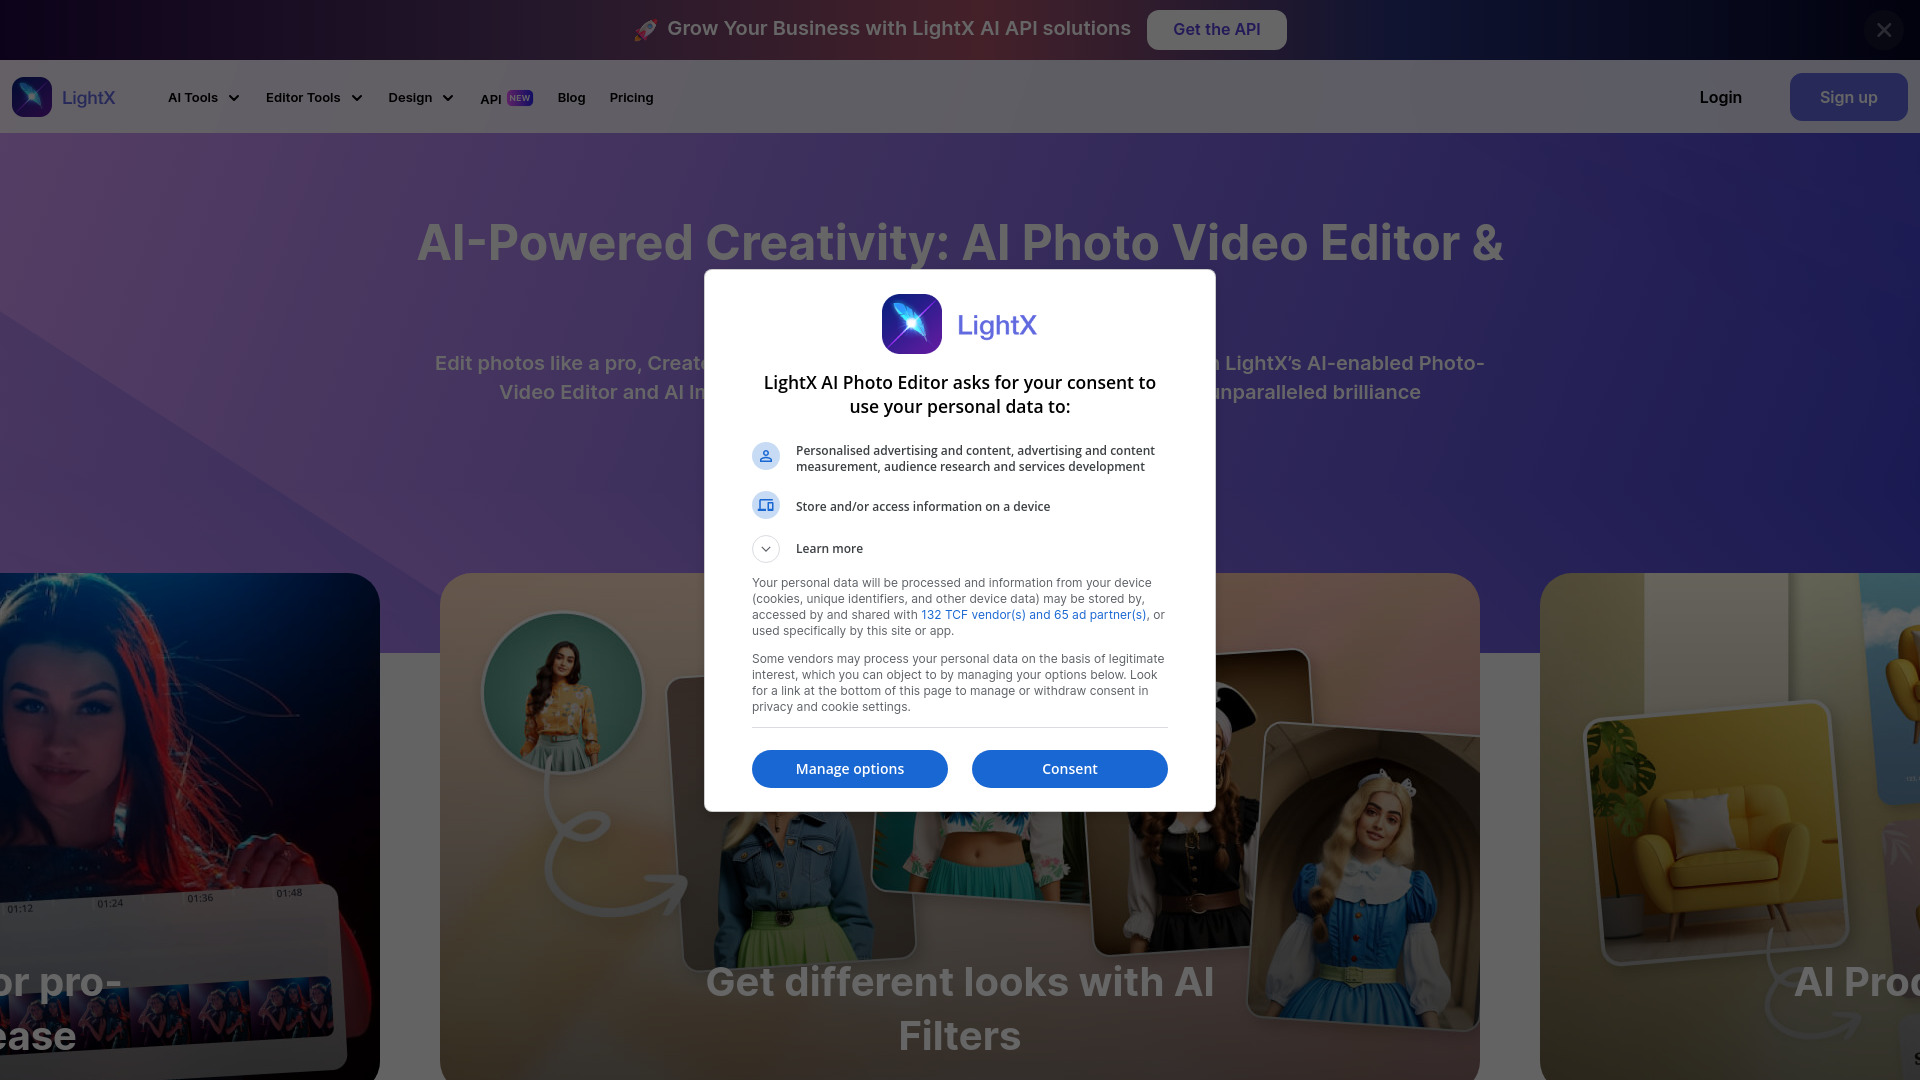 Grow Your Business with LightX AI API solutions
Get the API
LightX
AI Tools
Editor Tools
Design
API NEW
Blog
Pricing
Login
Sign up
AI-Powered Creativity: AI Photo Video Editor &
Edit photos like a pro, Create
LightX’s AI-enabled Photo-
Video Editor and AI
unparalleled brilliance
LightX
LightX AI Photo Editor asks for your consent to
use your personal data to:
Personalised advertising and content, advertising and content
measurement, audience research and services development
Store and/or access information on a device
Learn more
Your personal data will be processed and information from your device
(cookies, unique identifiers, and other device data) may be stored by,
accessed by and shared with 132 TCF vendor(s) and 65 ad partner(s), or
used specifically by this site or app.
Some vendors may process your personal data on the basis of legitimate
interest, which you can object to by managing your options below. Look
for a link at the bottom of this page to manage or withdraw consent in
privacy and cookie settings.
Manage options
Consent
01:12
01:24
01:36
01:48
or pro-
ease
Get different looks with AI
Filters
AI Proc